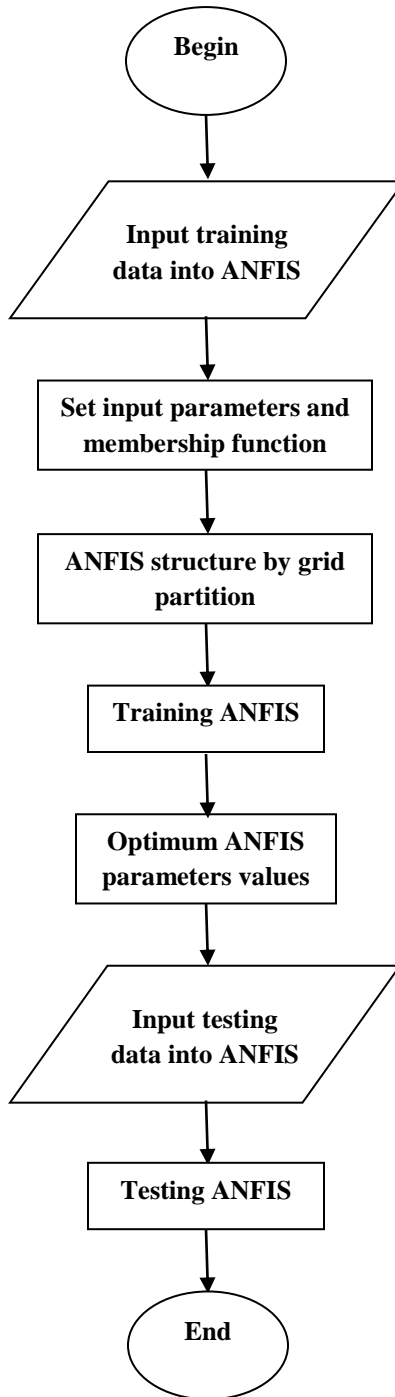 Begin
Input training
data into ANFIS
Set input parameters and
membership function
ANFIS structure by grid
partition
Training ANFIS
Optimum ANFIS
parameters values
Input testing
data into ANFIS
Testing ANFIS
End